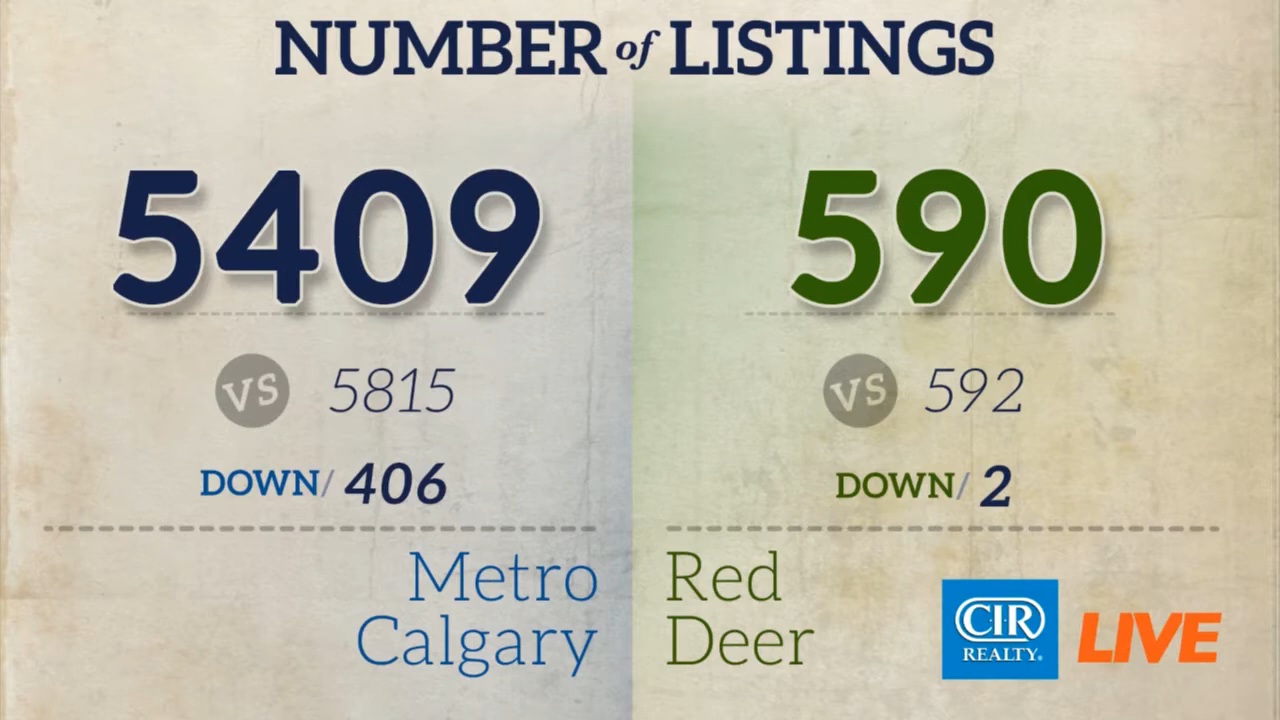 NUMBER of LISTINGS
5409
VS 5815
DOWN/ 406
Metro
Calgary
590
VS 592
DOWN/ 2
Red
Deer
CIR
REALTY.
LIVE